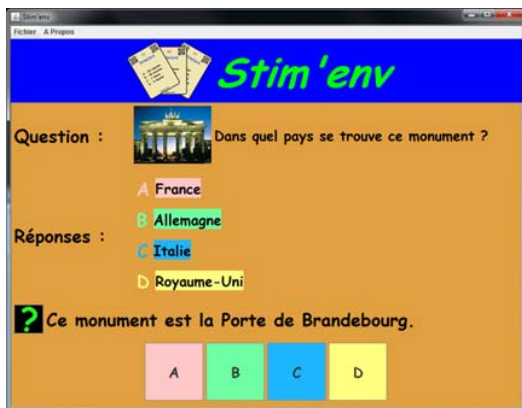 Stim'env
Fichier A Propos
Stim'env
Question :
Dans quel pays se trouve ce monument ?
Réponses :
A France
B Allemagne
C Italie
D Royaume-Uni
? Ce monument est la Porte de Brandebourg.
A B C D